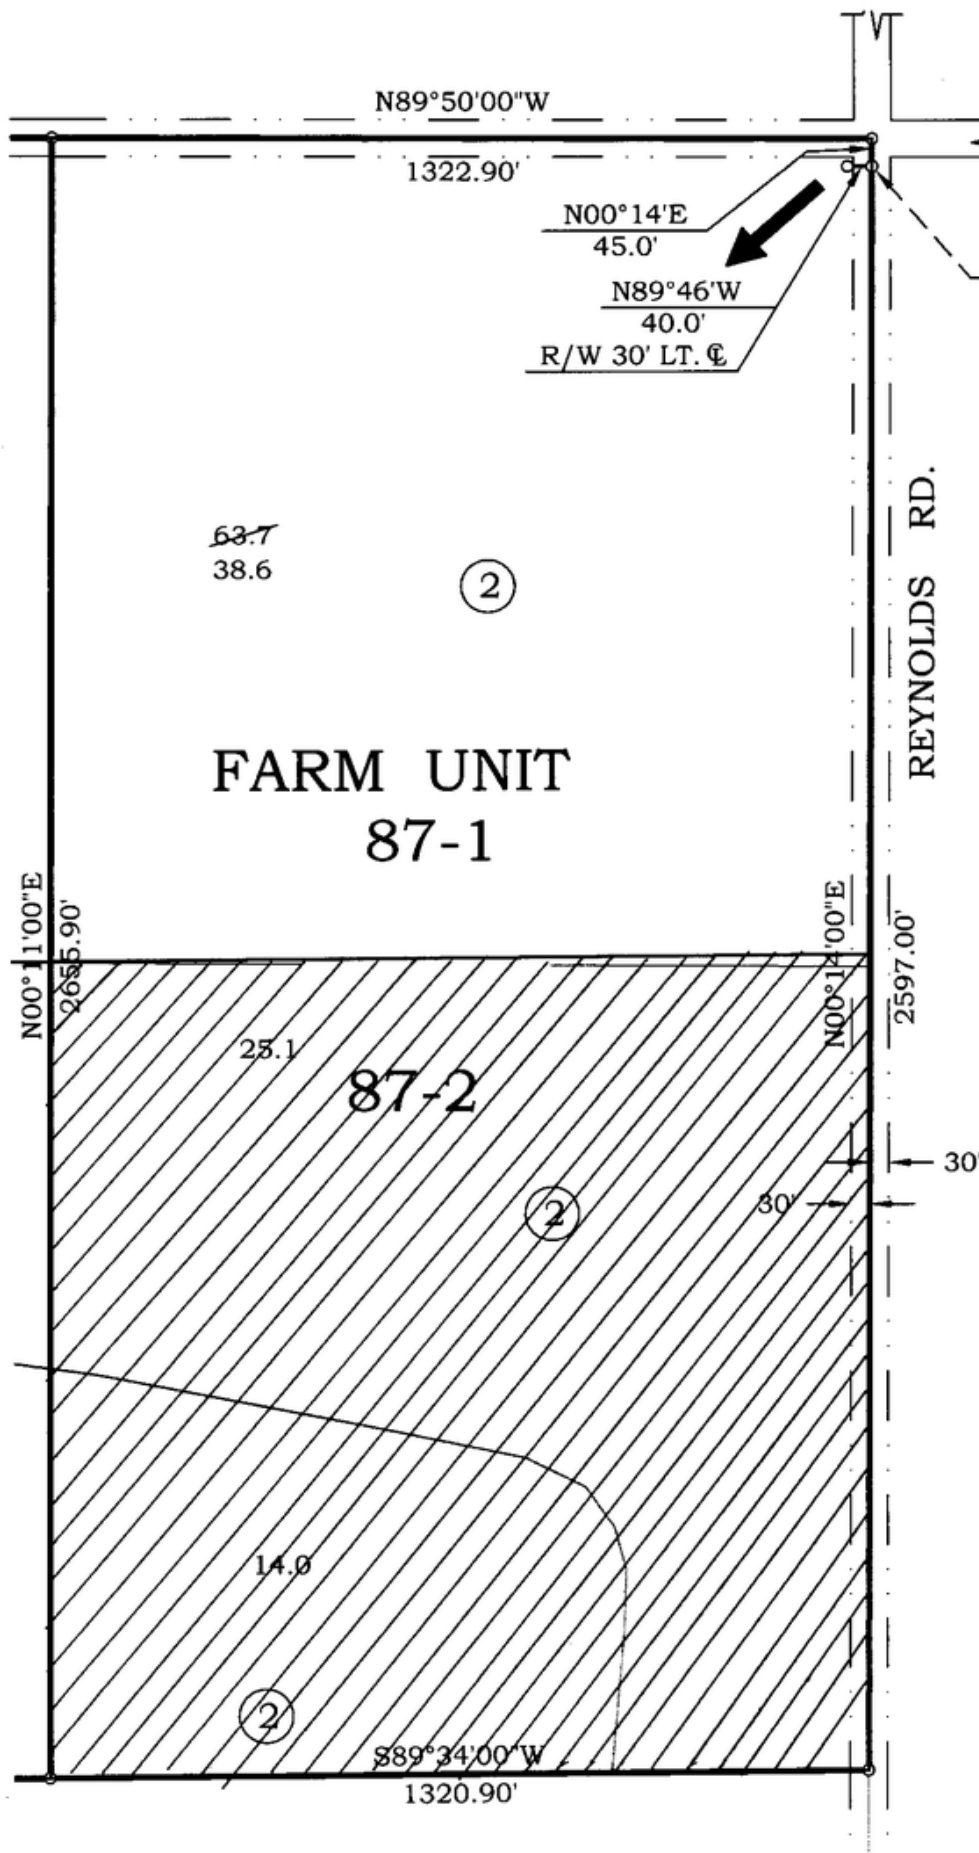 N89°50'00"W
1322.90'
N00°14'E
45.0'
N89°46'W
40.0'
R/W 30' LT. ℄
REYNOLDS RD.
63.7
38.6
2
FARM UNIT
87-1
N00°11'00"E
2655.90'
N00°14'00"E
2597.00'
25.1
87-2
30'
30'
2
14.0
2
S89°34'00"W
1320.90'